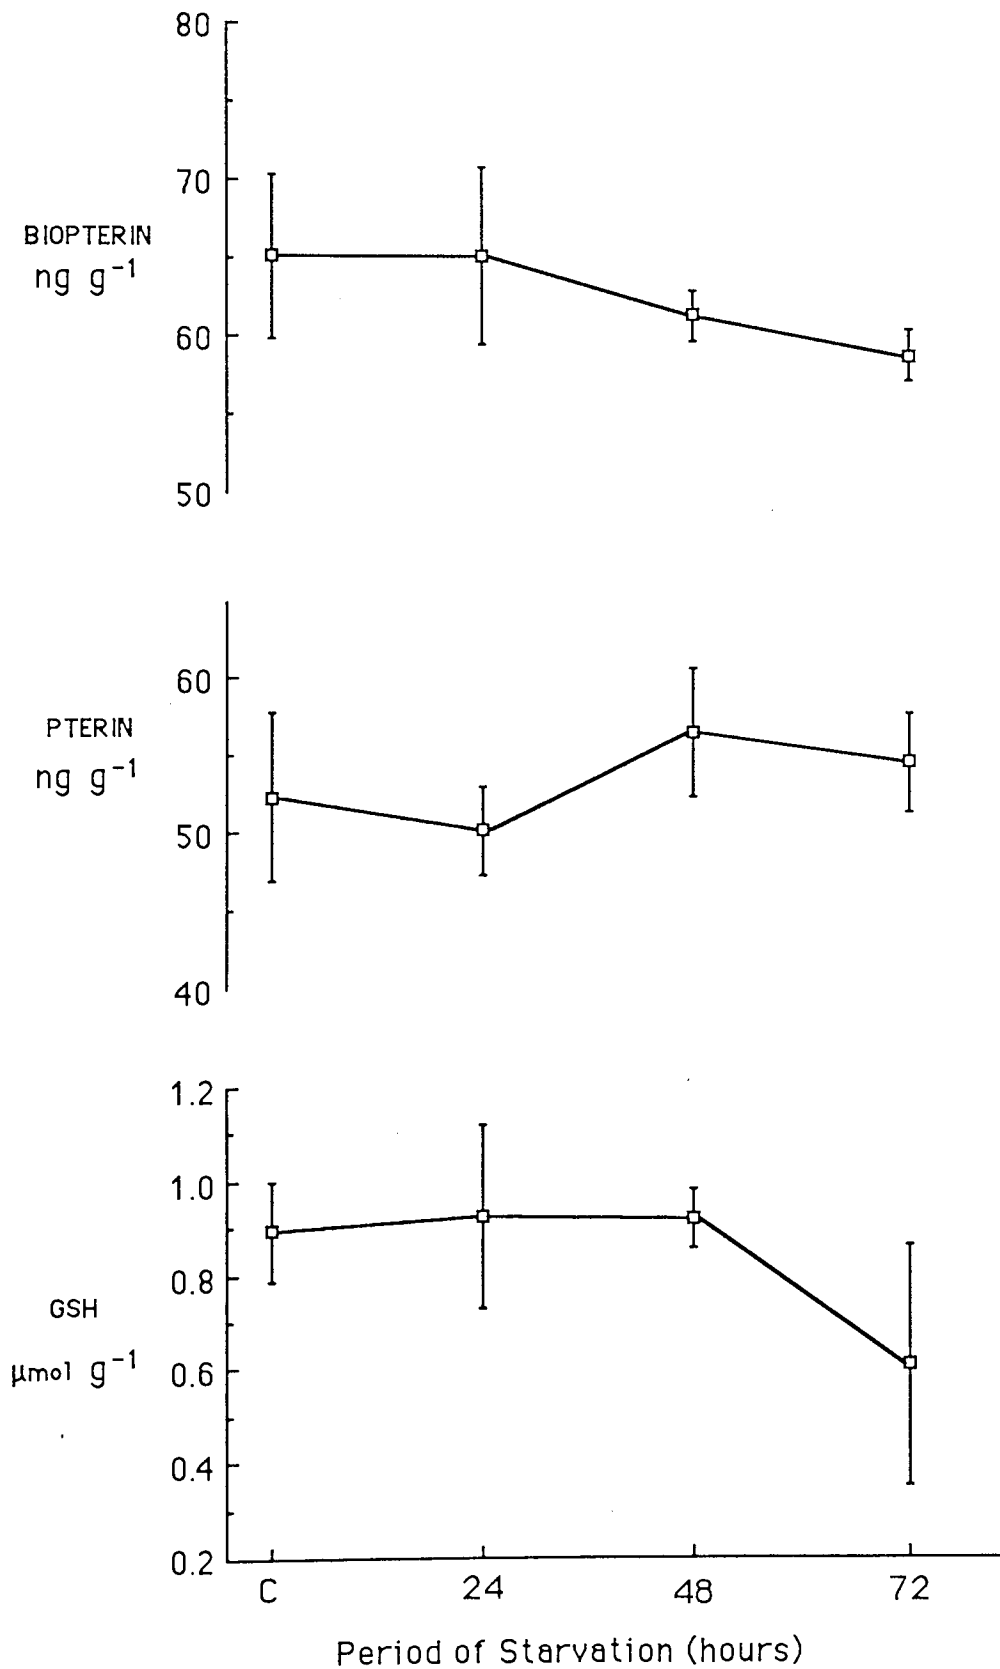 80
70
BIOPTERIN
ng g⁻¹
60
50
60
PTERIN
ng g⁻¹
50
40
1.2
1.0
0.8
GSH
µmol g⁻¹
0.6
0.4
0.2
C 24 48 72
Period of Starvation (hours)